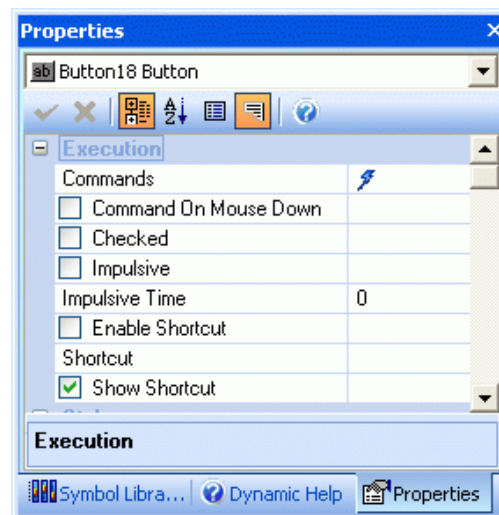 Properties
ab Button18 Button
A Z
Execution
Commands
Command On Mouse Down
Checked
Impulsive
Impulsive Time 0
Enable Shortcut
Shortcut
Show Shortcut
Execution
Symbol Libra... Dynamic Help Properties